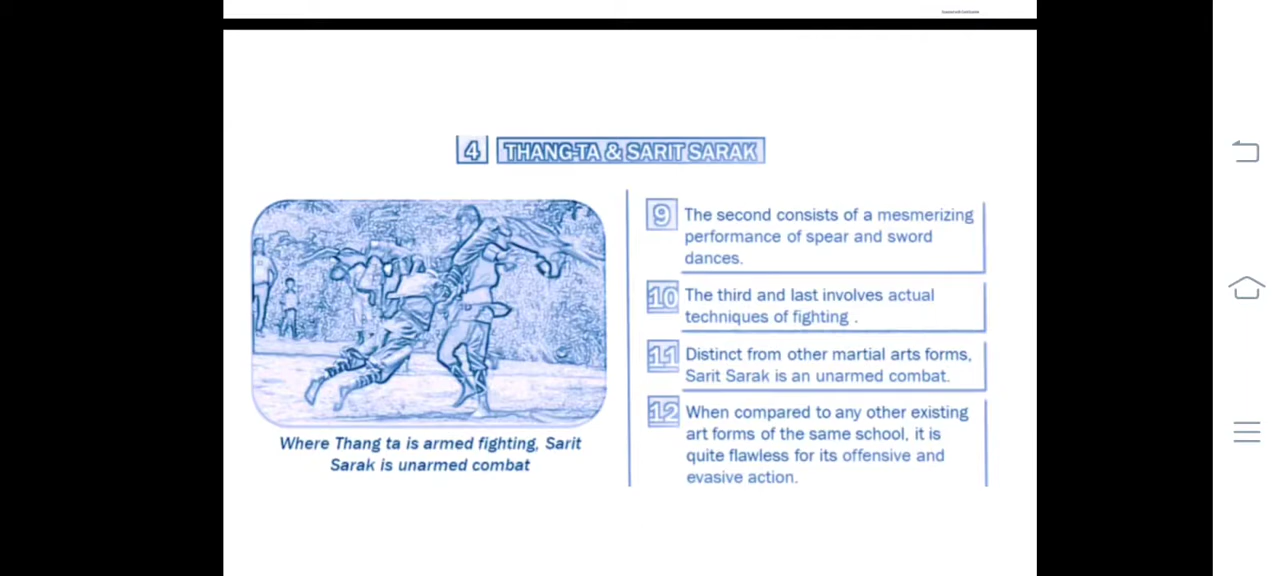 4 THANG-TA & SARIT SARAK
9 The second consists of a mesmerizing
performance of spear and sword
dances.
10 The third and last involves actual
techniques of fighting .
11 Distinct from other martial arts forms,
Sarit Sarak is an unarmed combat.
12 When compared to any other existing
art forms of the same school, it is
quite flawless for its offensive and
evasive action.
Where Thang ta is armed fighting, Sarit
Sarak is unarmed combat